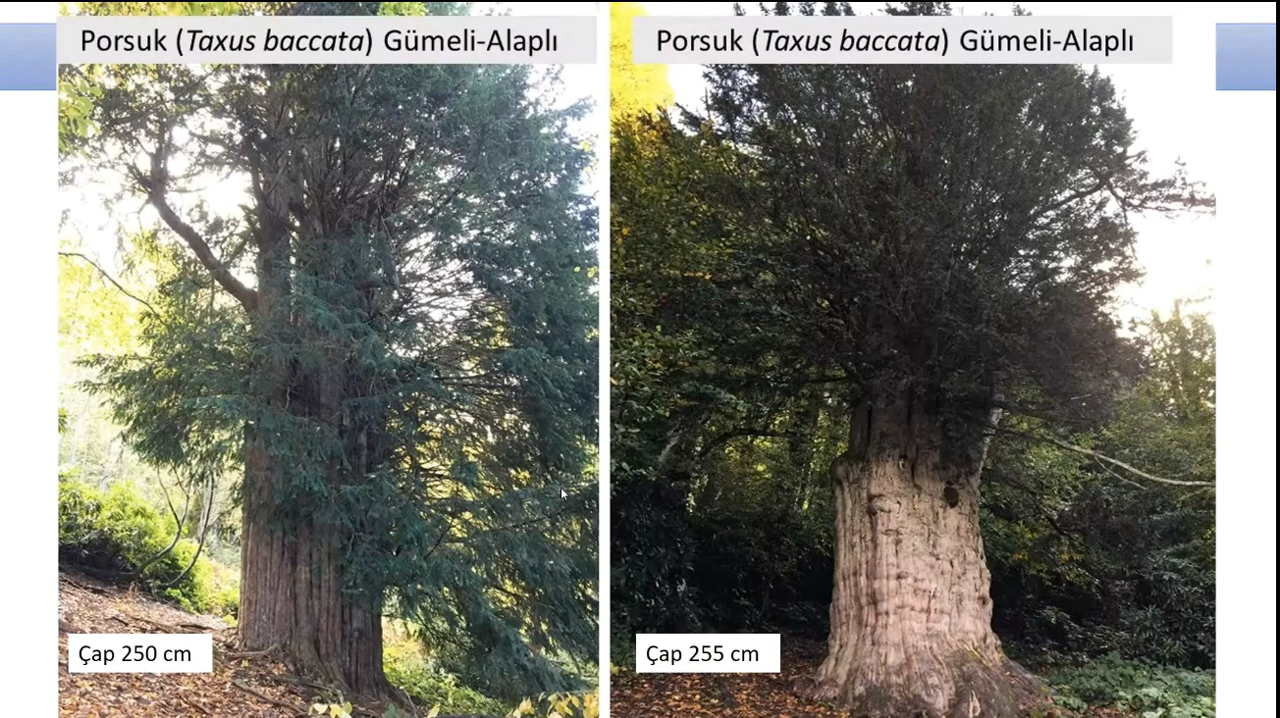 Porsuk (Taxus baccata) Gümeli-Alaplı
Porsuk (Taxus baccata) Gümeli-Alaplı
Çap 250 cm
Çap 255 cm